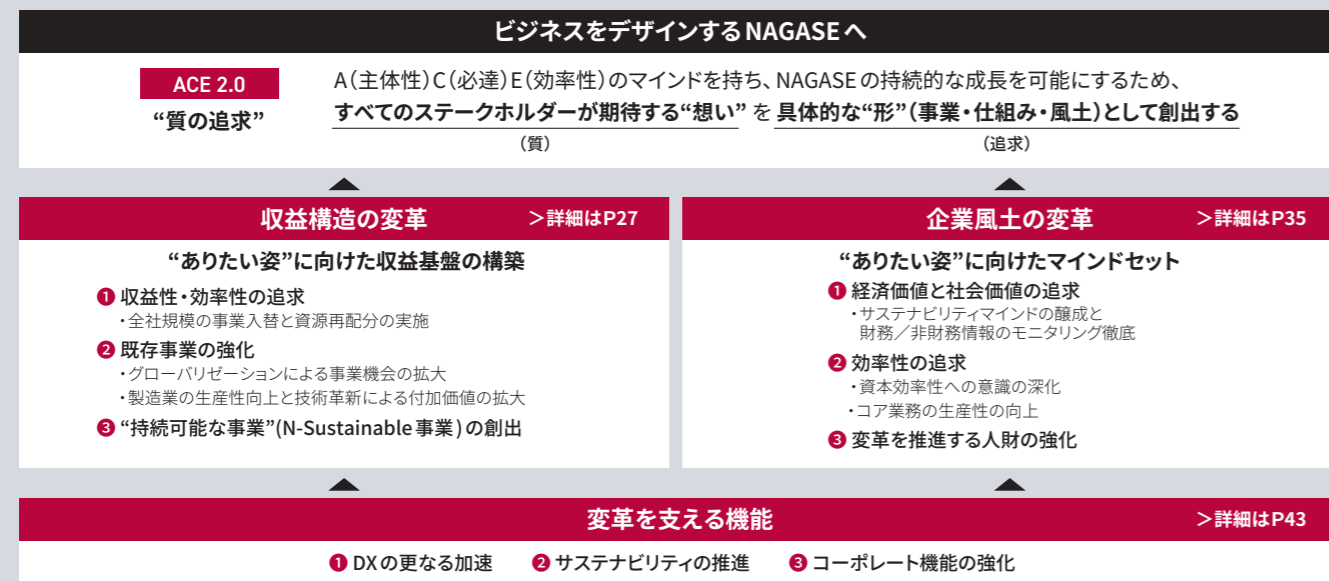 ビジネスをデザインするNAGASEへ
ACE 2.0
“質の追求”
A（主体性）C（必達）E（効率性）のマインドを持ち、NAGASEの持続的な成長を可能にするため、
すべてのステークホルダーが期待する“想い” を 具体的な“形”（事業・仕組み・風土）として創出する
（質）
（追求）
収益構造の変革 ＞詳細はP27
“ありたい姿”に向けた収益基盤の構築
❶ 収益性・効率性の追求
・全社規模の事業入替と資源再配分の実施
❷ 既存事業の強化
・グローバリゼーションによる事業機会の拡大
・製造業の生産性向上と技術革新による付加価値の拡大
❸ “持続可能な事業”(N-Sustainable事業)の創出
企業風土の変革 ＞詳細はP35
“ありたい姿”に向けたマインドセット
❶ 経済価値と社会価値の追求
・サステナビリティマインドの醸成と
財務／非財務情報のモニタリング徹底
❷ 効率性の追求
・資本効率性への意識の深化
・コア業務の生産性の向上
❸ 変革を推進する人財の強化
変革を支える機能 ＞詳細はP43
❶ DXの更なる加速 ❷ サステナビリティの推進 ❸ コーポレート機能の強化